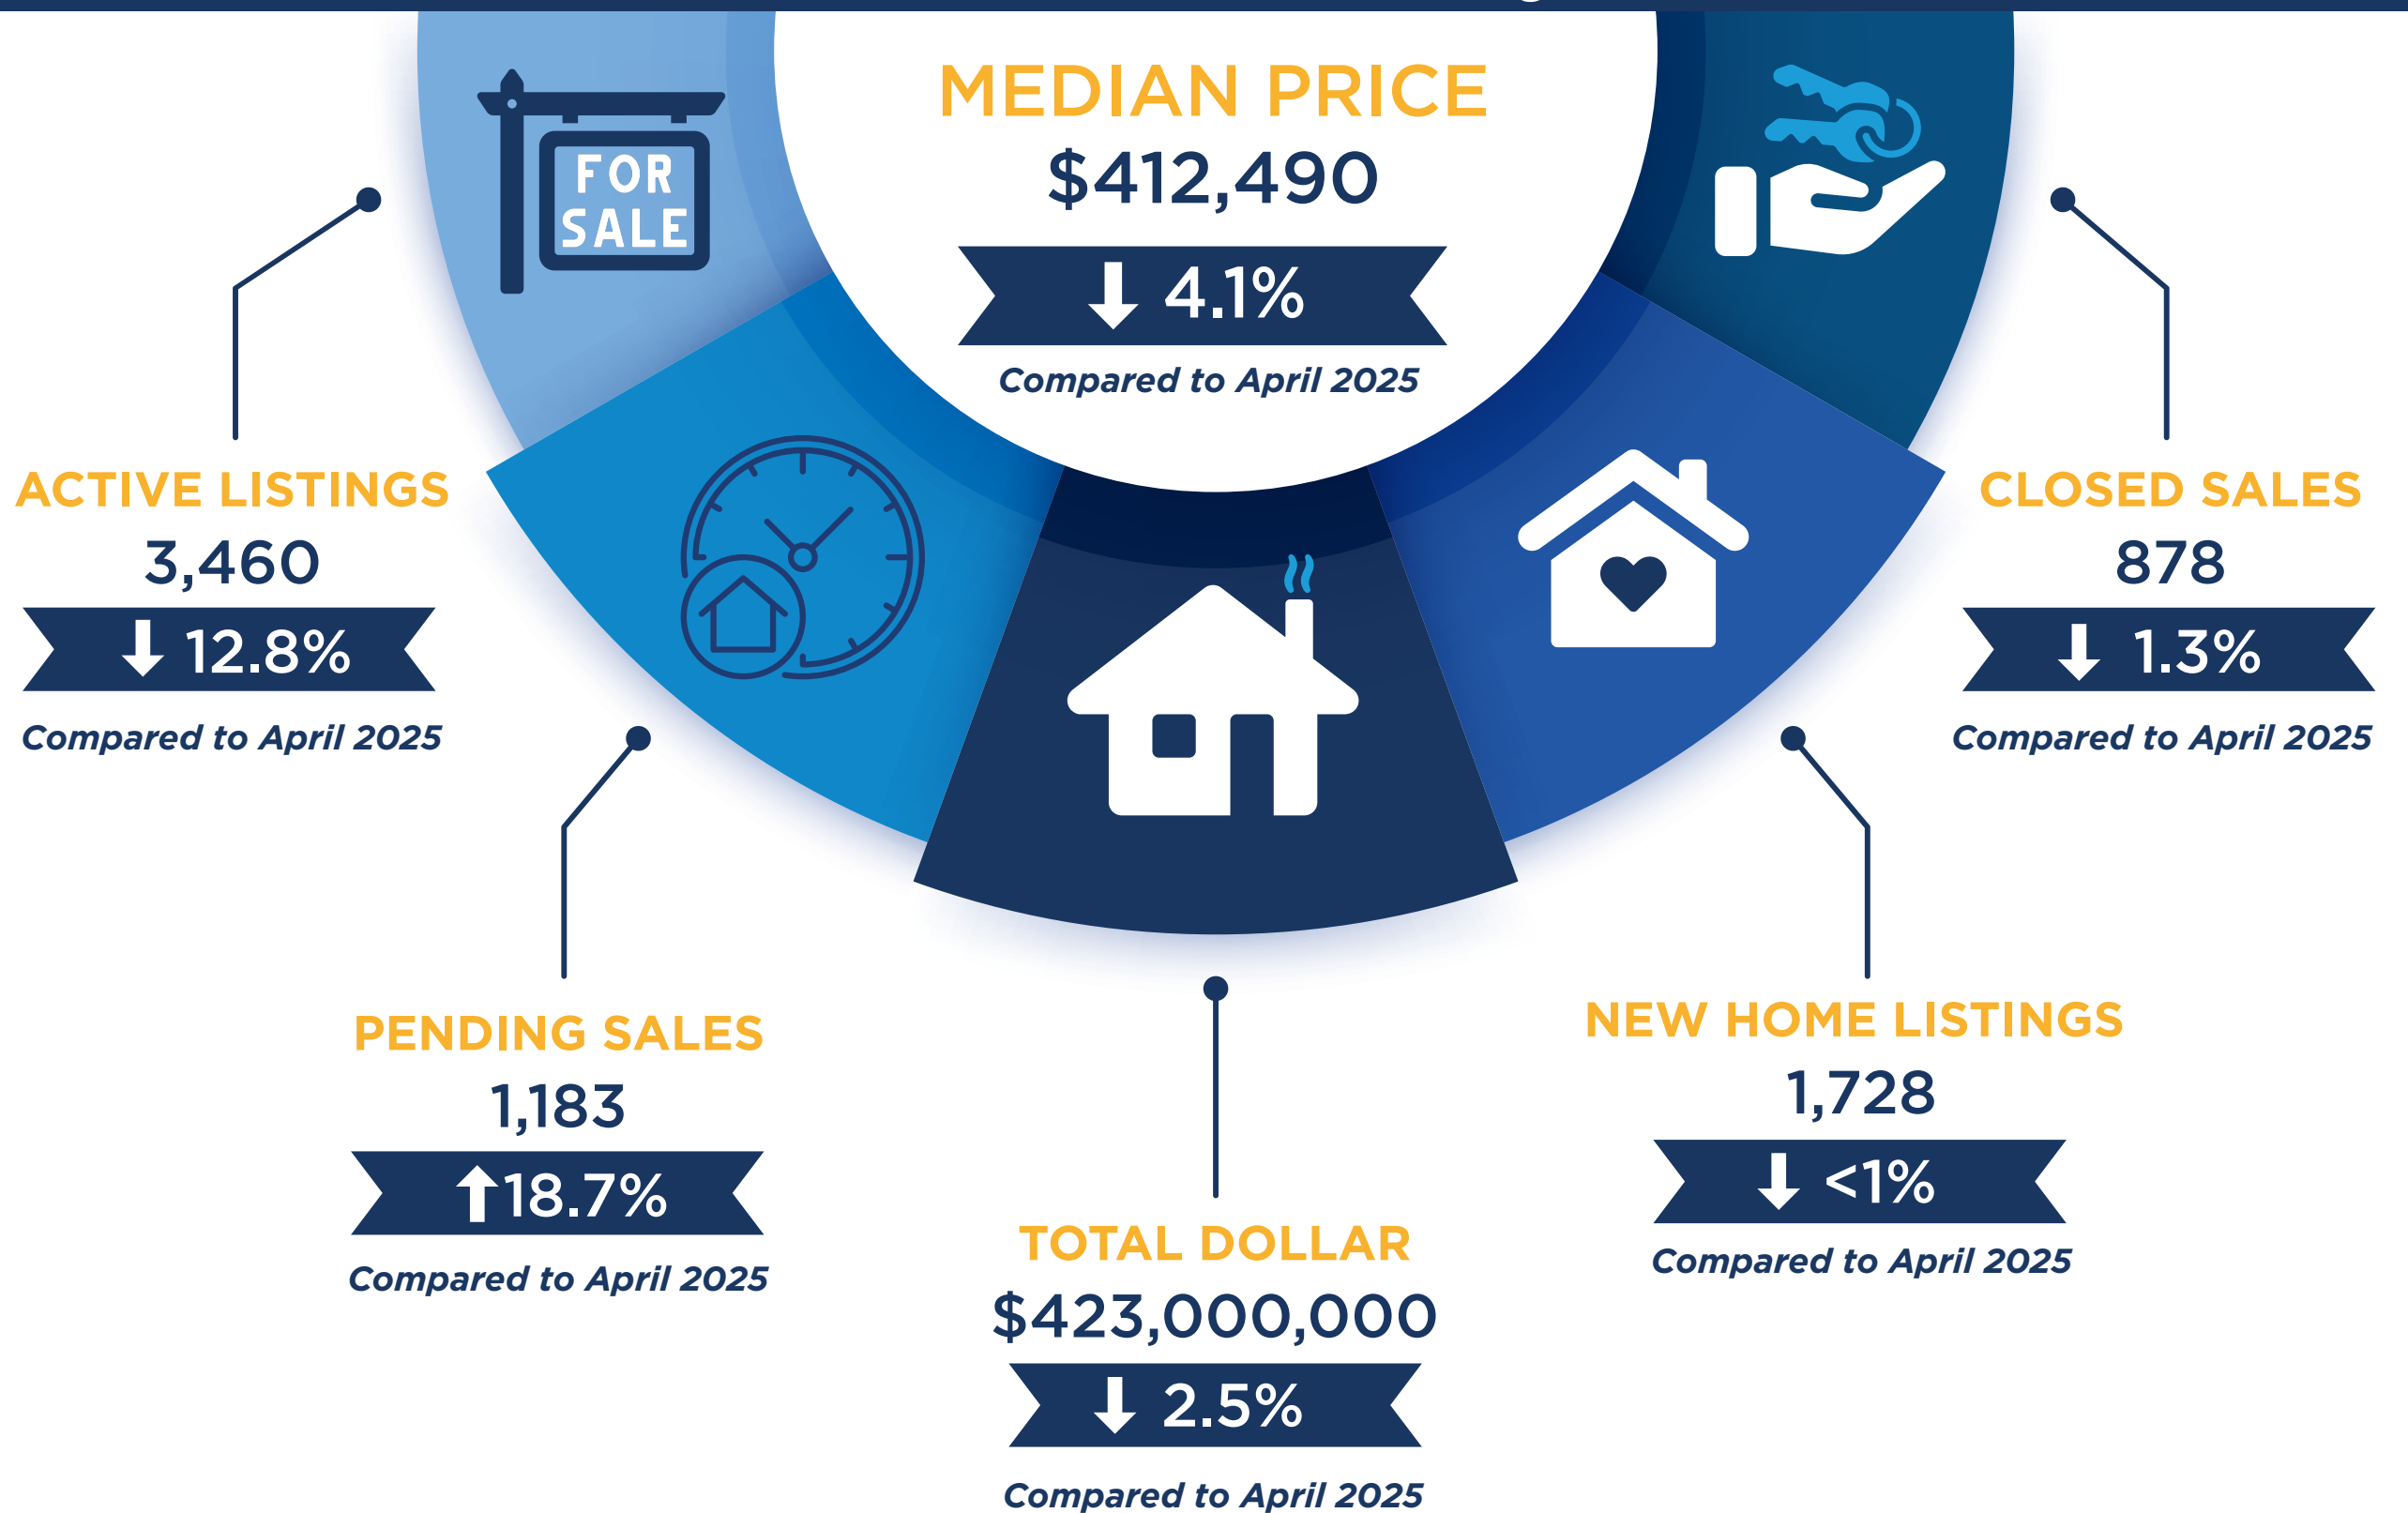 MEDIAN PRICE
$412,490
↓ 4.1%
Compared to April 2025
FOR
SALE
ACTIVE LISTINGS
3,460
↓ 12.8%
Compared to April 2025
CLOSED SALES
878
↓ 1.3%
Compared to April 2025
PENDING SALES
1,183
↑18.7%
Compared to April 2025
NEW HOME LISTINGS
1,728
↓ <1%
Compared to April 2025
TOTAL DOLLAR
$423,000,000
↓ 2.5%
Compared to April 2025